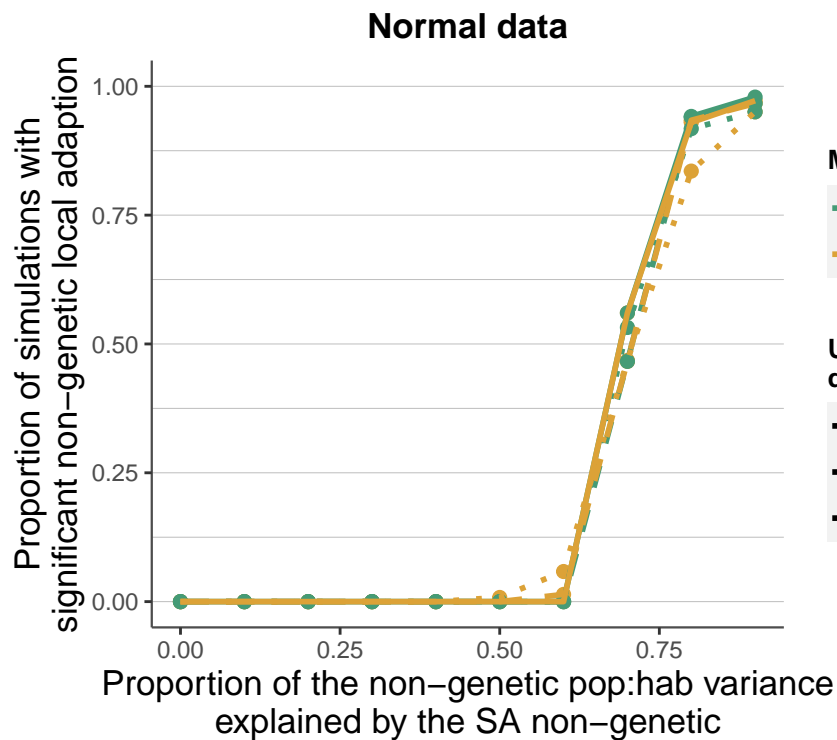 Normal data
Proportion of simulations with
significant non−genetic local adaption
1.00
0.75
0.50
0.25
0.00
0.00 0.25 0.50 0.75
Proportion of the non−genetic pop:hab variance
explained by the SA non−genetic